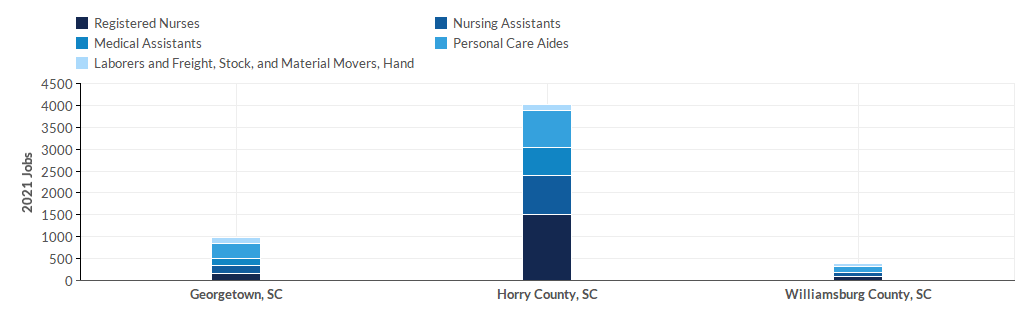 Registered Nurses
Nursing Assistants
Medical Assistants
Personal Care Aides
Laborers and Freight, Stock, and Material Movers, Hand
4500
4000
3500
3000
2500
2000
1500
1000
500
0
2021 Jobs
Georgetown, SC
Horry County, SC
Williamsburg County, SC